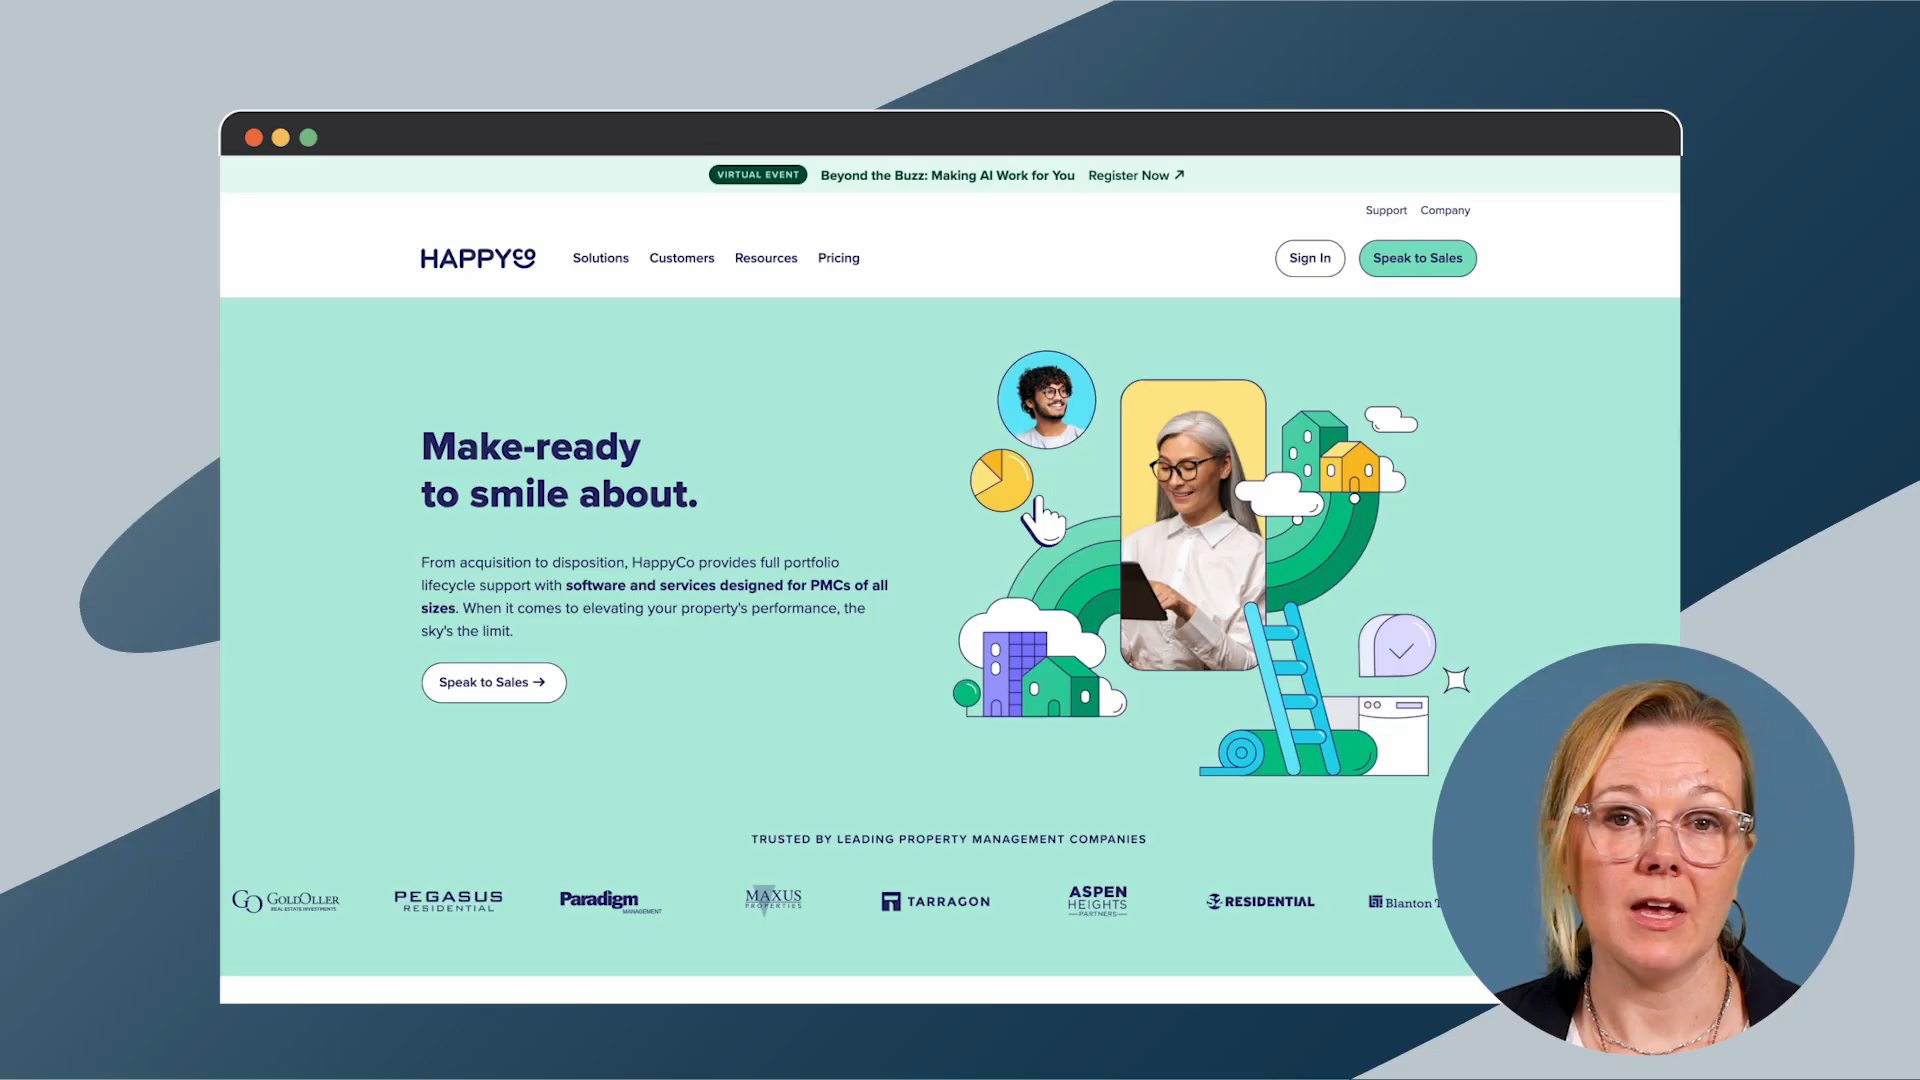 VIRTUAL EVENT Beyond the Buzz: Making AI Work for You Register Now
Support Company
HAPPYCO Solutions Customers Resources Pricing Sign In Speak to Sales
Make-ready
to smile about.
From acquisition to disposition, HappyCo provides full portfolio
lifecycle support with software and services designed for PMCs of all
sizes. When it comes to elevating your property's performance, the
sky's the limit.
Speak to Sales →
TRUSTED BY LEADING PROPERTY MANAGEMENT COMPANIES
GO GOLDOLLER
REAL ESTATE INVESTMENTS
PEGASUS
RESIDENTIAL
Paradigm
MANAGEMENT
MAXUS
PROPERTIES
TARRAGON
ASPEN
HEIGHTS
PARTNERS
RESIDENTIAL
Blanton